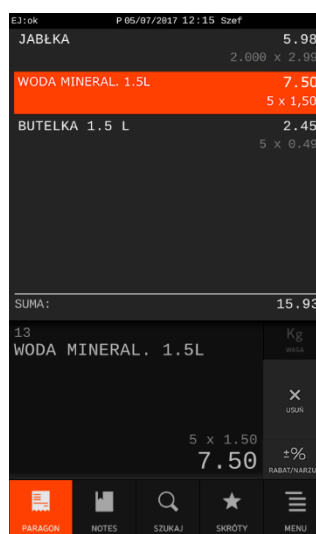 EJ:ok P 05/07/2017 12:15 Szef
JABŁKA 5.98
2.000 x 2.99
WODA MINERAL. 1.5L 7.50
5 x 1,50
BUTELKA 1.5 L 2.45
5 x 0.49
SUMA: 15.93
13
WODA MINERAL. 1.5L
Kg
WAGA
USUŃ
5 x 1.50
7.50
±%
RABAT/NARZU
PARAGON NOTES SZUKAJ SKRÓTY MENU